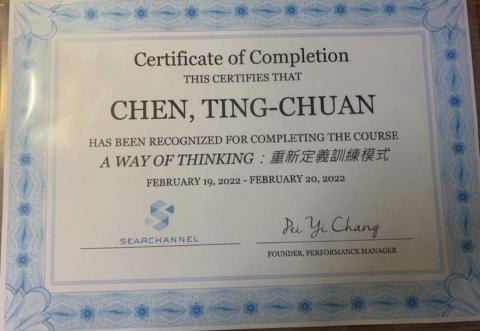 Certificate of Completion
THIS CERTIFIES THAT
CHEN, TING-CHUAN
HAS BEEN RECOGNIZED FOR COMPLETING THE COURSE
A WAY OF THINKING：重新定義訓練模式
FEBRUARY 19, 2022 - FEBRUARY 20, 2022
SEARCHANNEL
Pei Yi Chang
FOUNDER, PERFORMANCE MANAGER